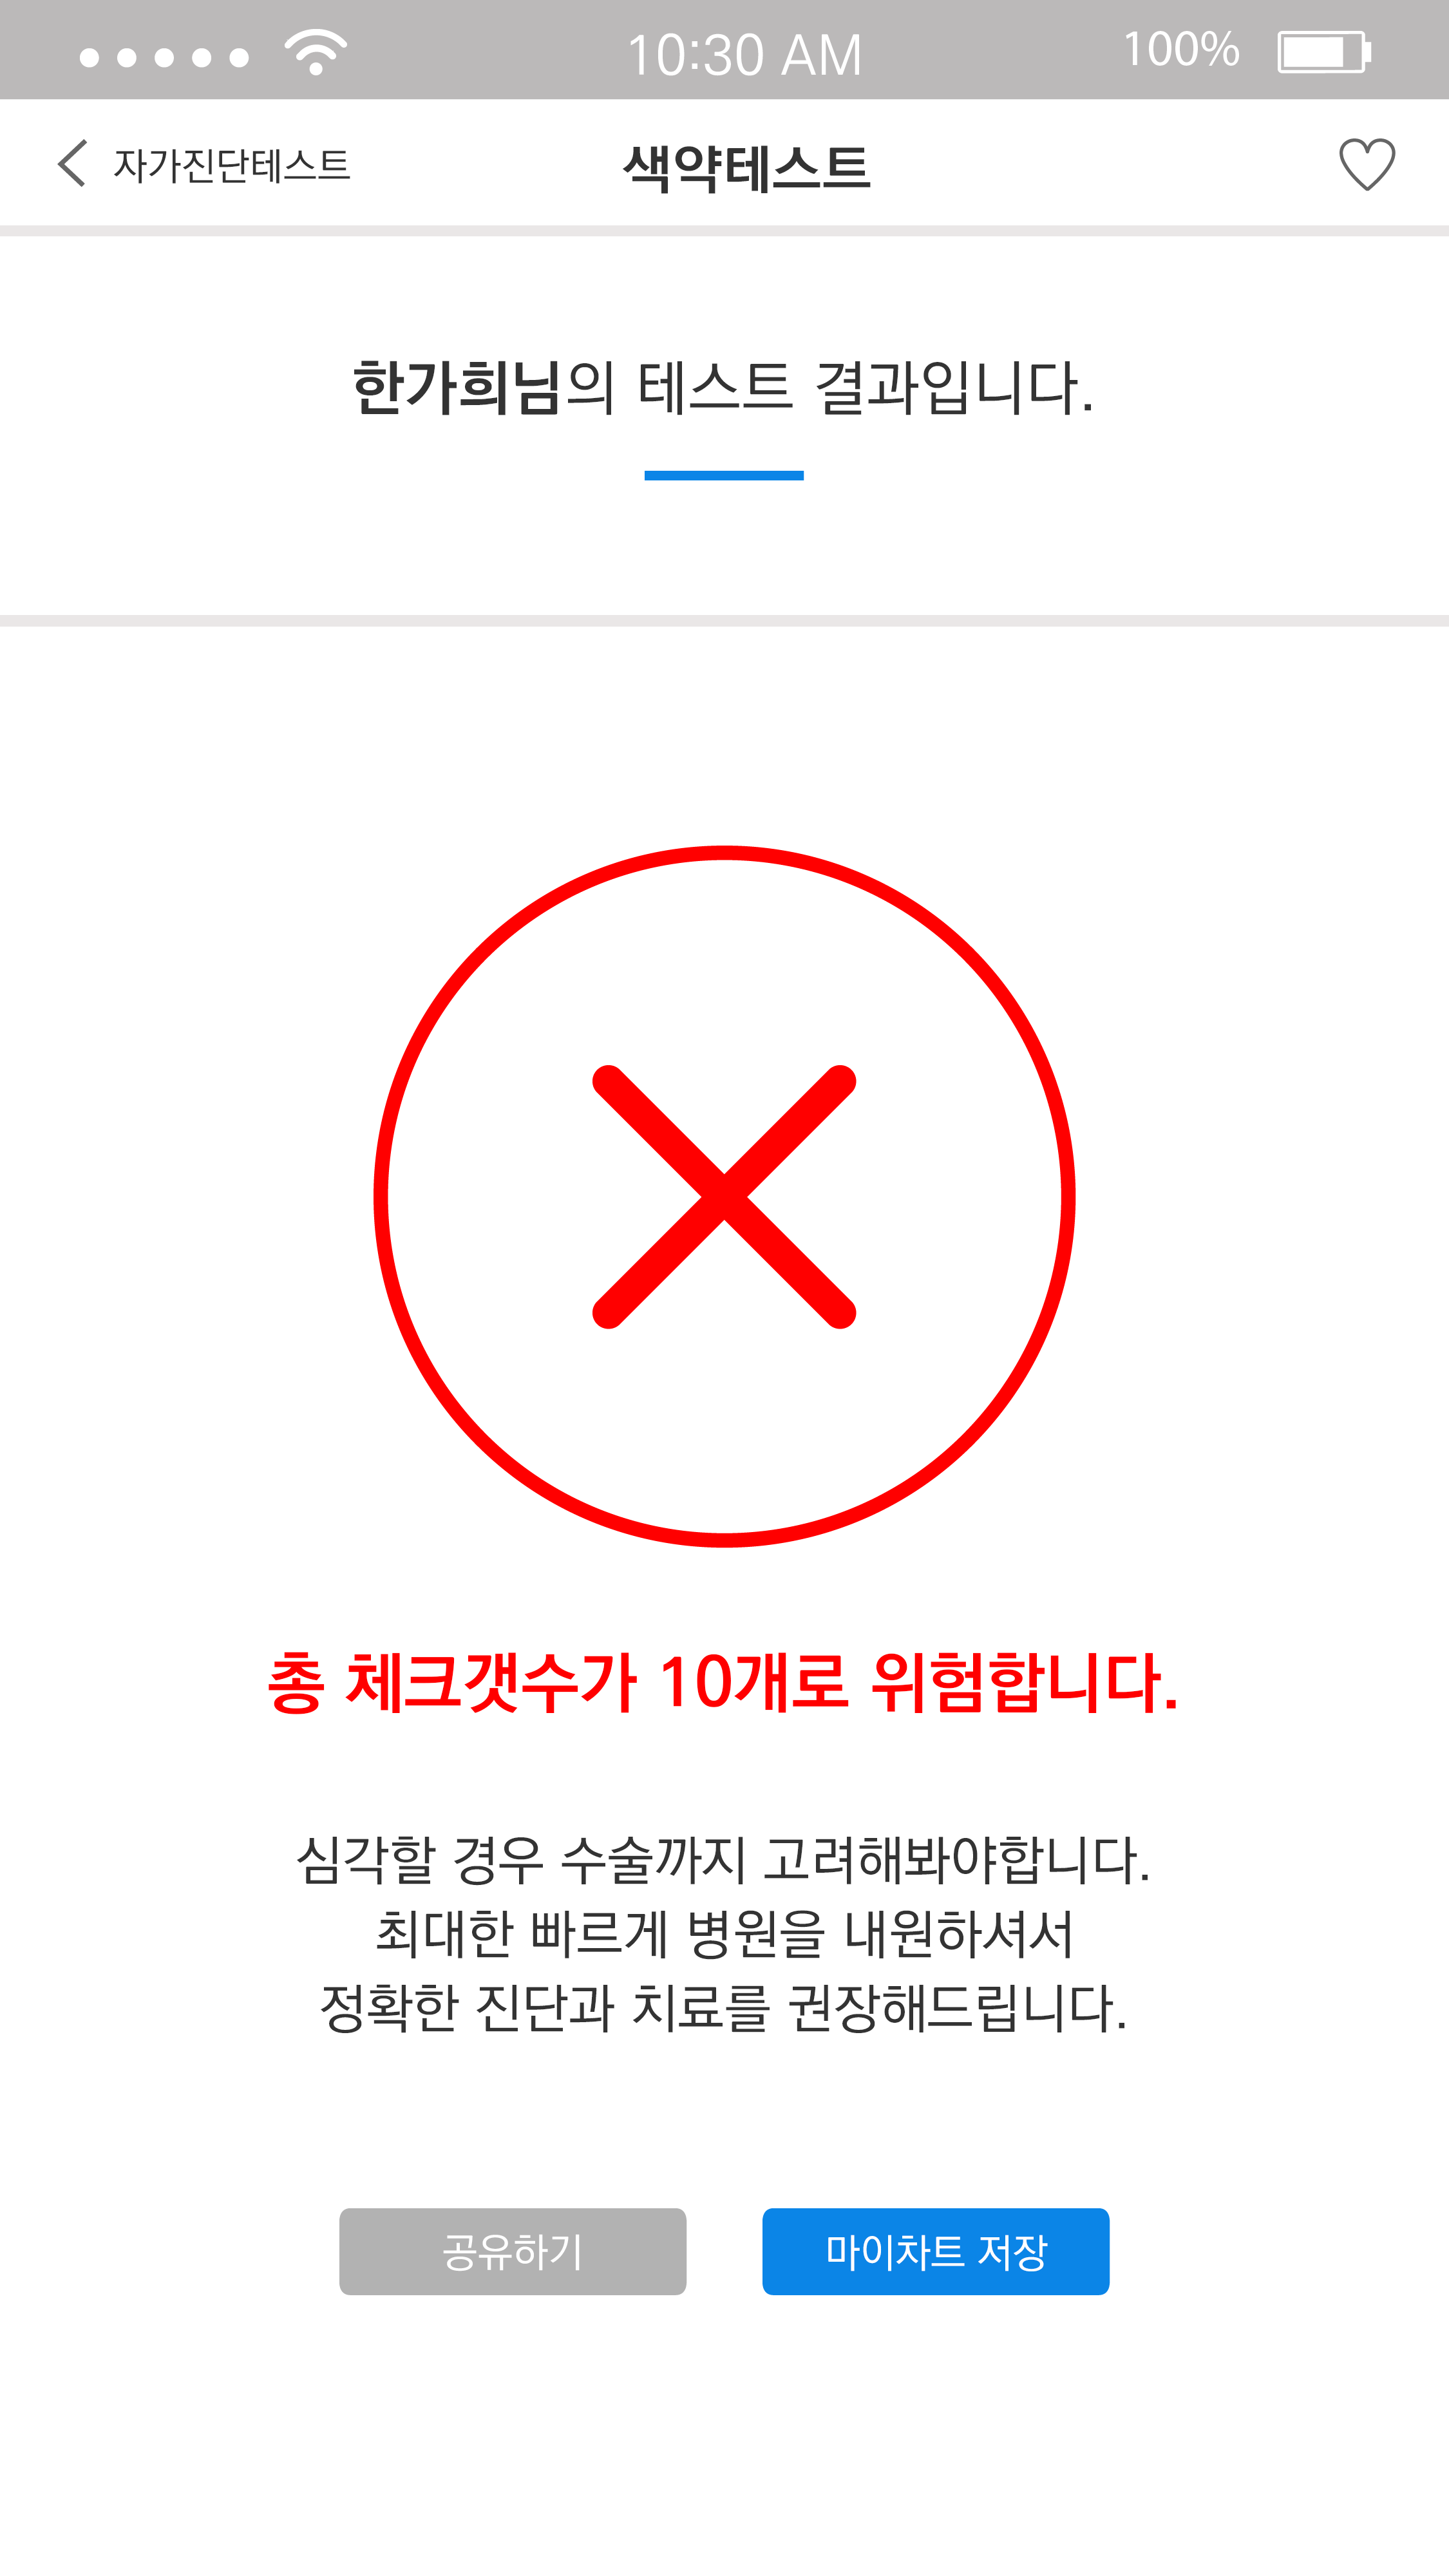 10:30 AM
100%
자가진단테스트
색약테스트
한가희님의 테스트 결과입니다.
총 체크갯수가 10개로 위험합니다.
심각할 경우 수술까지 고려해봐야합니다.
최대한 빠르게 병원을 내원하셔서
정확한 진단과 치료를 권장해드립니다.
공유하기
마이차트 저장